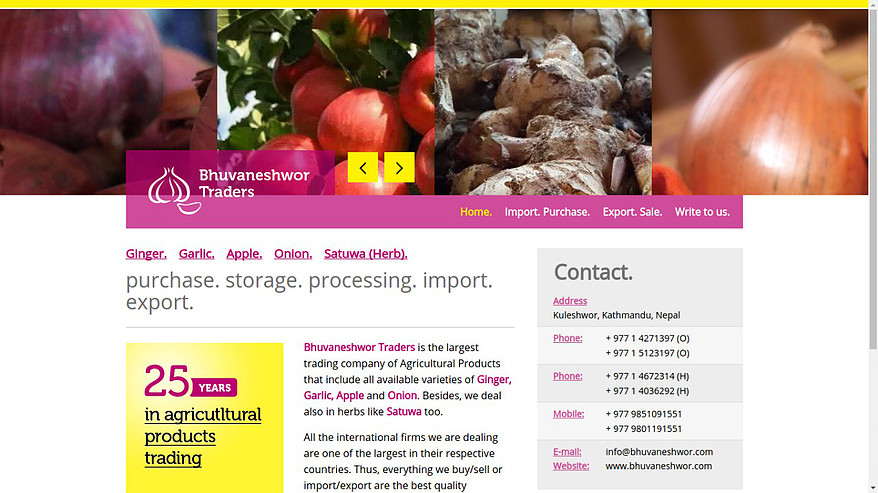 Bhuvaneshwor
Traders
Home. Import. Purchase. Export. Sale. Write to us.
Ginger. Garlic. Apple. Onion. Satuwa (Herb).
purchase. storage. processing. import.
export.
25 YEARS
in agricutltural
products
trading
Bhuvaneshwor Traders is the largest
trading company of Agricultural Products
that include all available varieties of Ginger,
Garlic, Apple and Onion. Besides, we deal
also in herbs like Satuwa too.
All the international firms we are dealing
are one of the largest in their respective
countries. Thus, everything we buy/sell or
import/export are the best quality
Contact.
Address
Kuleshwor, Kathmandu, Nepal
Phone: + 977 1 4271397 (O)
+ 977 1 5123197 (O)
Phone: + 977 1 4672314 (H)
+ 977 1 4036292 (H)
Mobile: + 977 9851091551
+ 977 9801191551
E-mail: info@bhuvaneshwor.com
Website: www.bhuvaneshwor.com